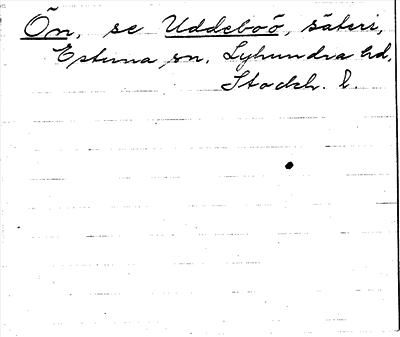 Ön, se Uddeboö, säteri,
Estuna sn, Lyhundra hd,
Stockh. l.